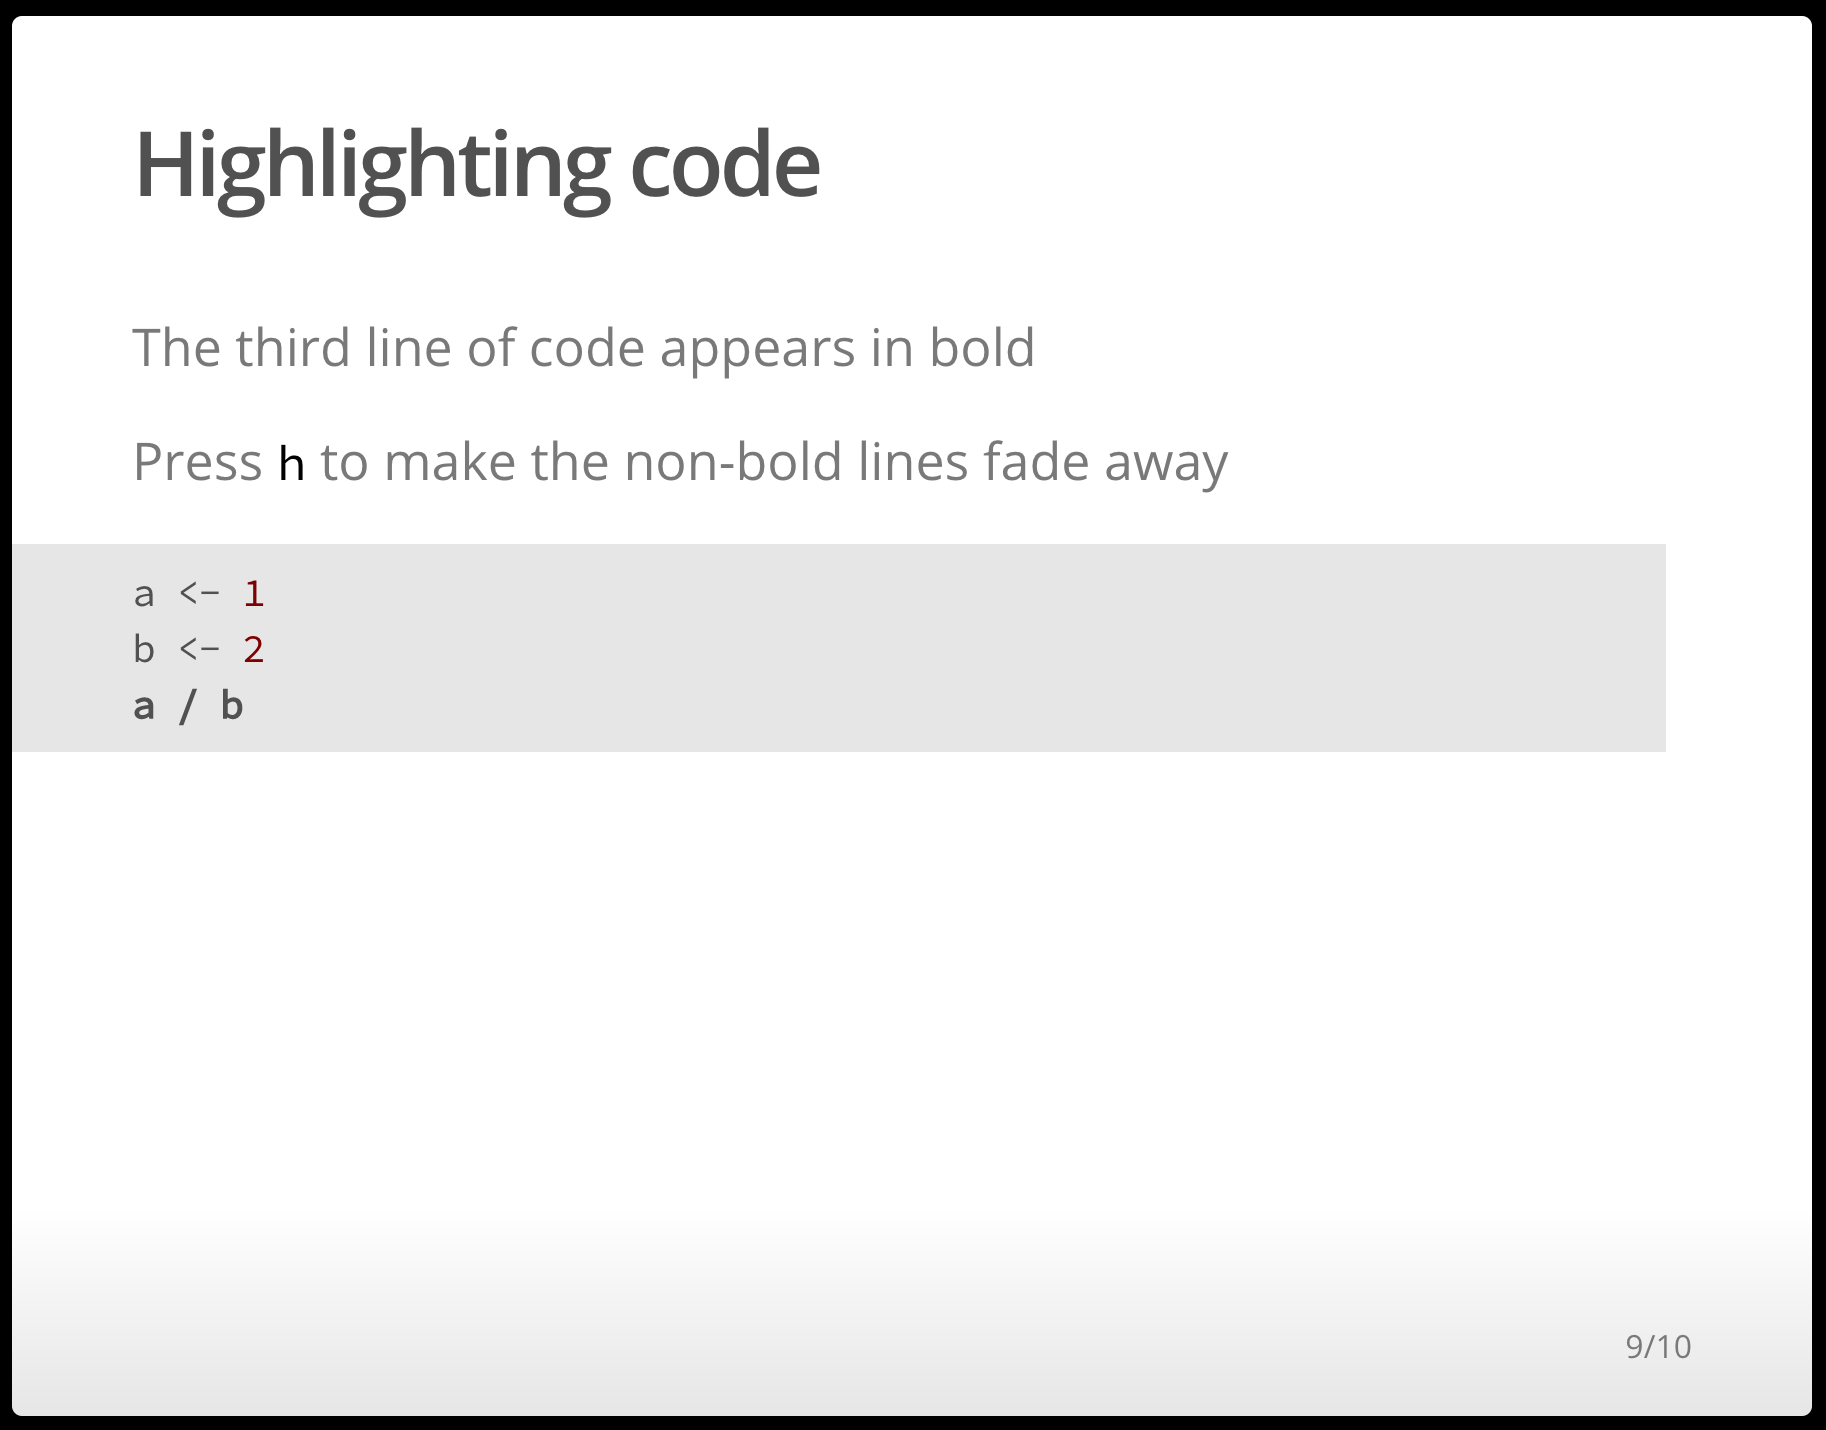 Highlighting code
The third line of code appears in bold
Press h to make the non-bold lines fade away
a <- 1
b <- 2
a / b
9/10